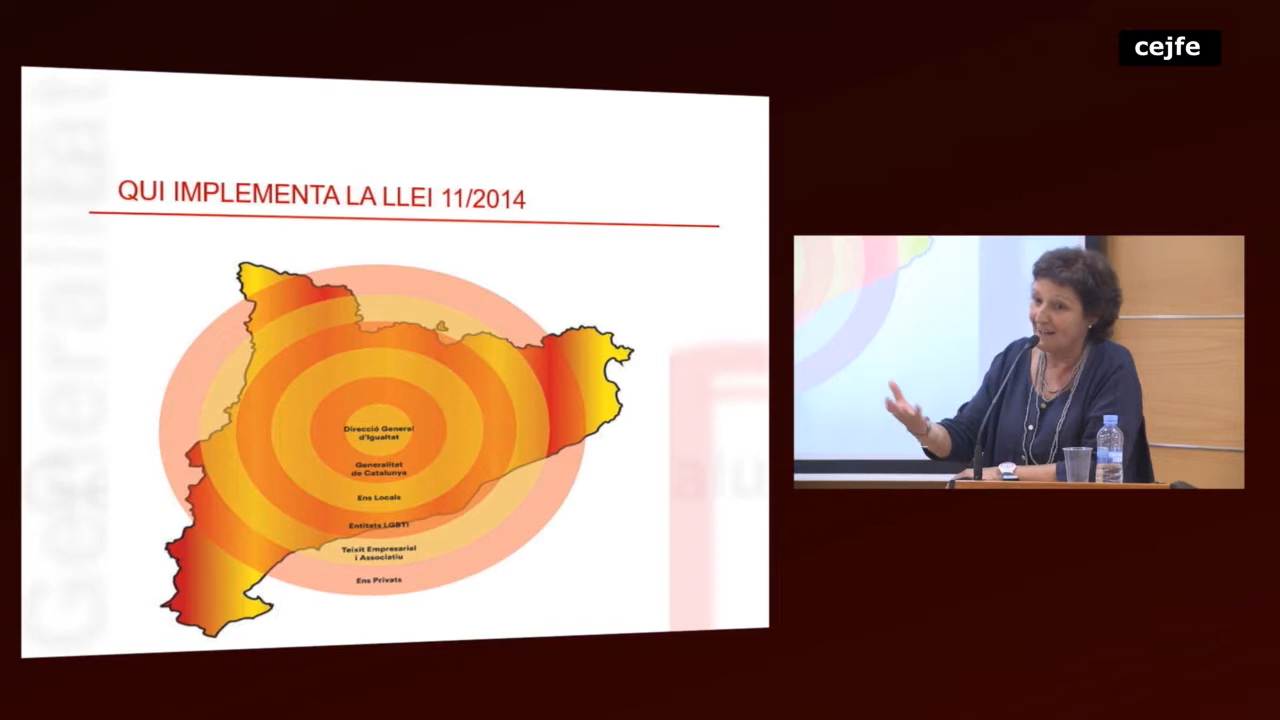 cejfe
QUI IMPLEMENTA LA LLEI 11/2014
Direcció General
d'Igualtat
Generalitat
de Catalunya
Ens Locals
Entitats LGBTI
Teixit Empresarial
i Associatiu
Ens Privats
Generalitat